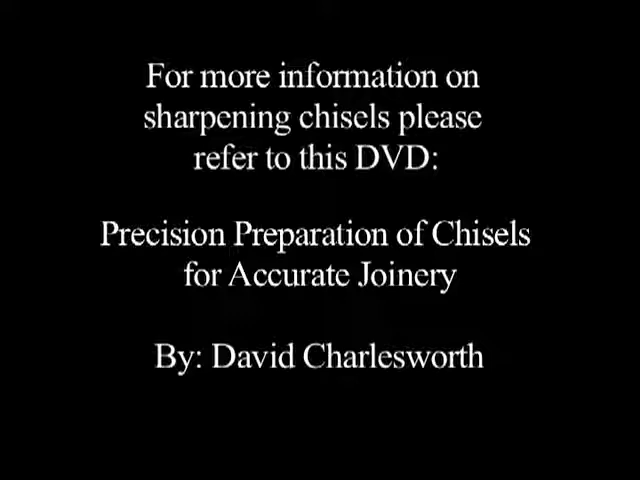 For more information on
sharpening chisels please
refer to this DVD:
Precision Preparation of Chisels
for Accurate Joinery
By: David Charlesworth